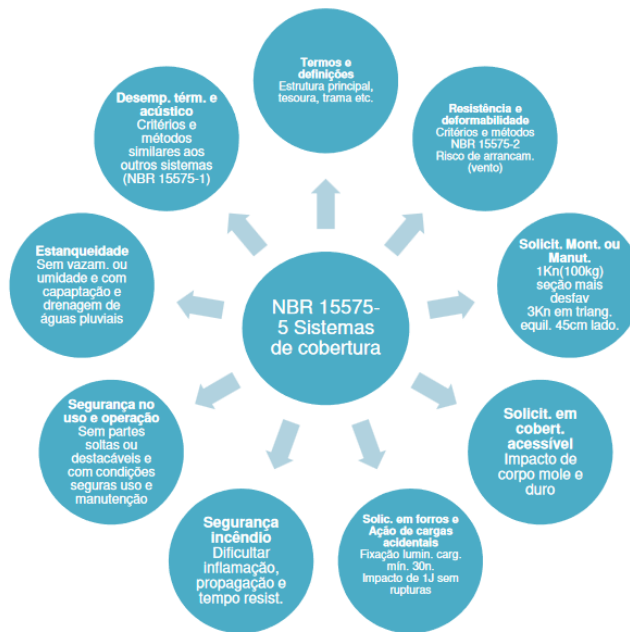 Termos e
definições
Estrutura principal,
tesoura, trama etc.
Resistência e
deformabilidade
Critérios e métodos
NBR 15575-2
Risco de arrancam.
(vento)
Solicit. Mont. ou
Manut.
1Kn(100kg)
seção mais
desfav
3Kn em triang.
equil. 45cm lado.
Solicit. em
cobert.
acessível
Impacto de
corpo mole e
duro
Solic. em forros e
Ação de cargas
acidentais
Fixação lumin. carg.
mín. 30n.
Impacto de 1J sem
rupturas
Segurança
incêndio
Dificultar
inflamação,
propagação e
tempo resist.
Segurança no
uso e operação
Sem partes
soltas ou
destacáveis e
com condições
seguras uso e
manutenção
Estanqueidade
Sem vazam. ou
umidade e com
capaptação e
drenagem de
águas pluviais
Desemp. térm. e
acústico
Critérios e
métodos
similares aos
outros sistemas
(NBR 15575-1)
NBR 15575-
5 Sistemas
de cobertura